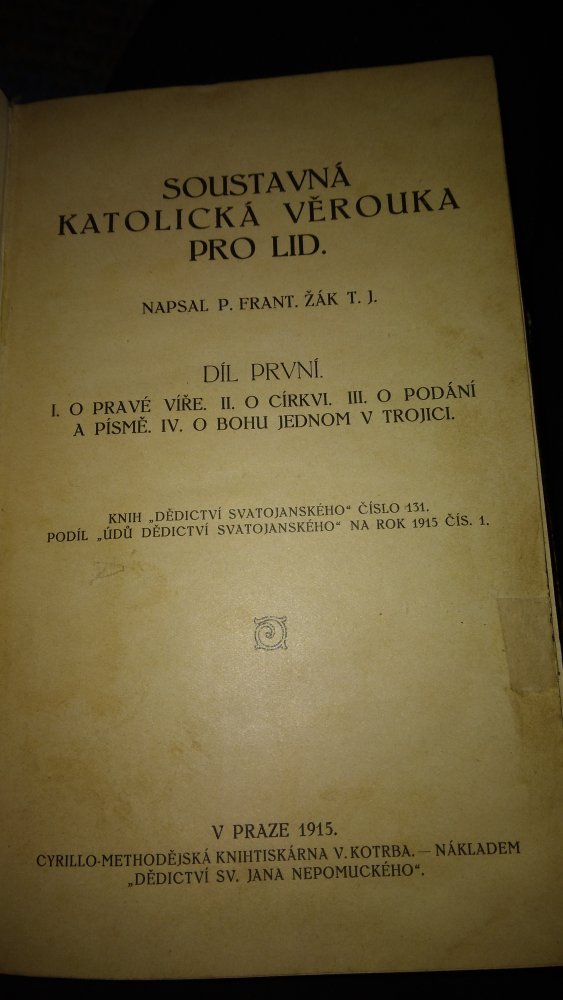 SOUSTAVNÁ
KATOLICKÁ VĚROUKA
PRO LID.
NAPSAL P. FRANT. ŽÁK T. J.
DÍL PRVNÍ.
I. O PRAVÉ VÍŘE. II. O CÍRKVI. III. O PODÁNÍ
A PÍSMĚ. IV. O BOHU JEDNOM V TROJICI.
KNIH „DĚDICTVÍ SVATOJANSKÉHO“ ČÍSLO 131.
PODÍL „ÚDŮ DĚDICTVÍ SVATOJANSKÉHO“ NA ROK 1915 ČÍS. 1.
V PRAZE 1915.
CYRILLO-METHODĚJSKÁ KNIHTISKÁRNA V. KOTRBA. — NÁKLADEM
„DĚDICTVÍ SV. JANA NEPOMUCKÉHO“.